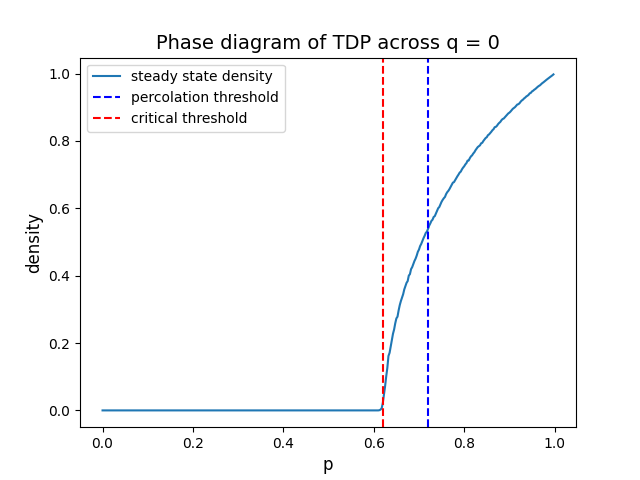 Phase diagram of TDP across q = 0
steady state density
percolation threshold
critical threshold
density
1.0
0.8
0.6
0.4
0.2
0.0
0.0 0.2 0.4 0.6 0.8 1.0
p